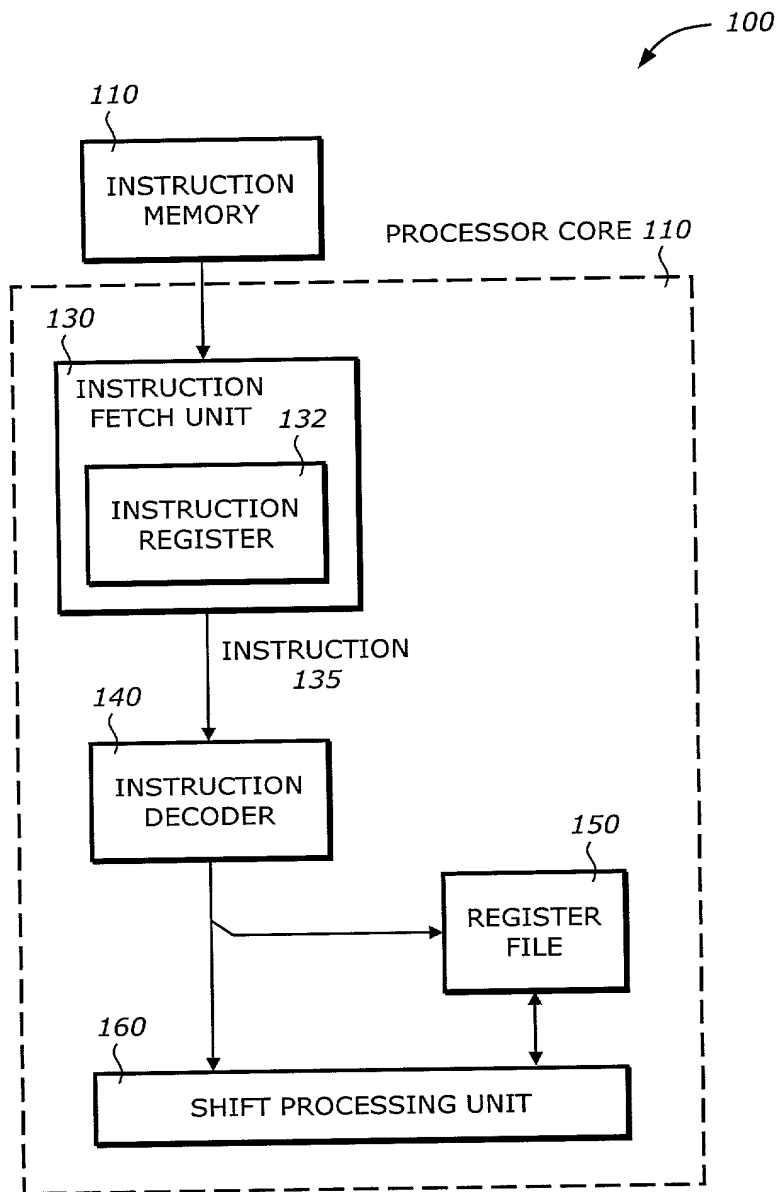 100
110
INSTRUCTION
MEMORY
PROCESSOR CORE 110
130
INSTRUCTION
FETCH UNIT
132
INSTRUCTION
REGISTER
INSTRUCTION
135
140
INSTRUCTION
DECODER
150
REGISTER
FILE
160
SHIFT PROCESSING UNIT